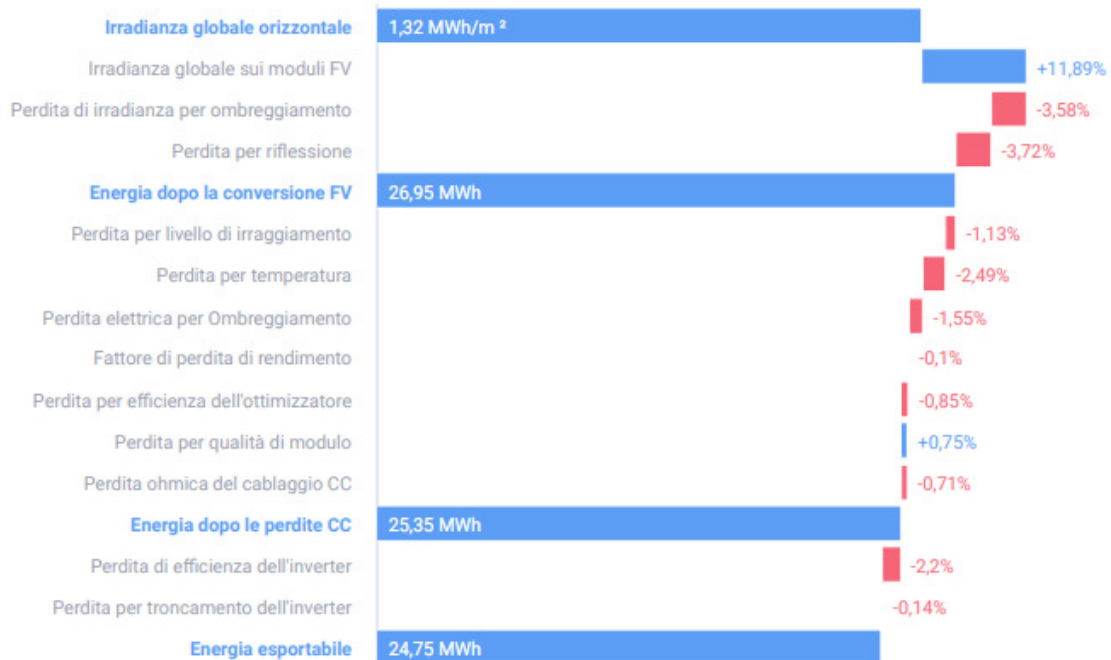 Irradianza globale orizzontale 1,32 MWh/m ²
Irradianza globale sui moduli FV +11,89%
Perdita di irradianza per ombreggiamento -3,58%
Perdita per riflessione -3,72%
Energia dopo la conversione FV 26,95 MWh
Perdita per livello di irraggiamento -1,13%
Perdita per temperatura -2,49%
Perdita elettrica per Ombreggiamento -1,55%
Fattore di perdita di rendimento -0,1%
Perdita per efficienza dell'ottimizzatore -0,85%
Perdita per qualità di modulo +0,75%
Perdita ohmica del cablaggio CC -0,71%
Energia dopo le perdite CC 25,35 MWh
Perdita di efficienza dell'inverter -2,2%
Perdita per troncamento dell'inverter -0,14%
Energia esportabile 24,75 MWh